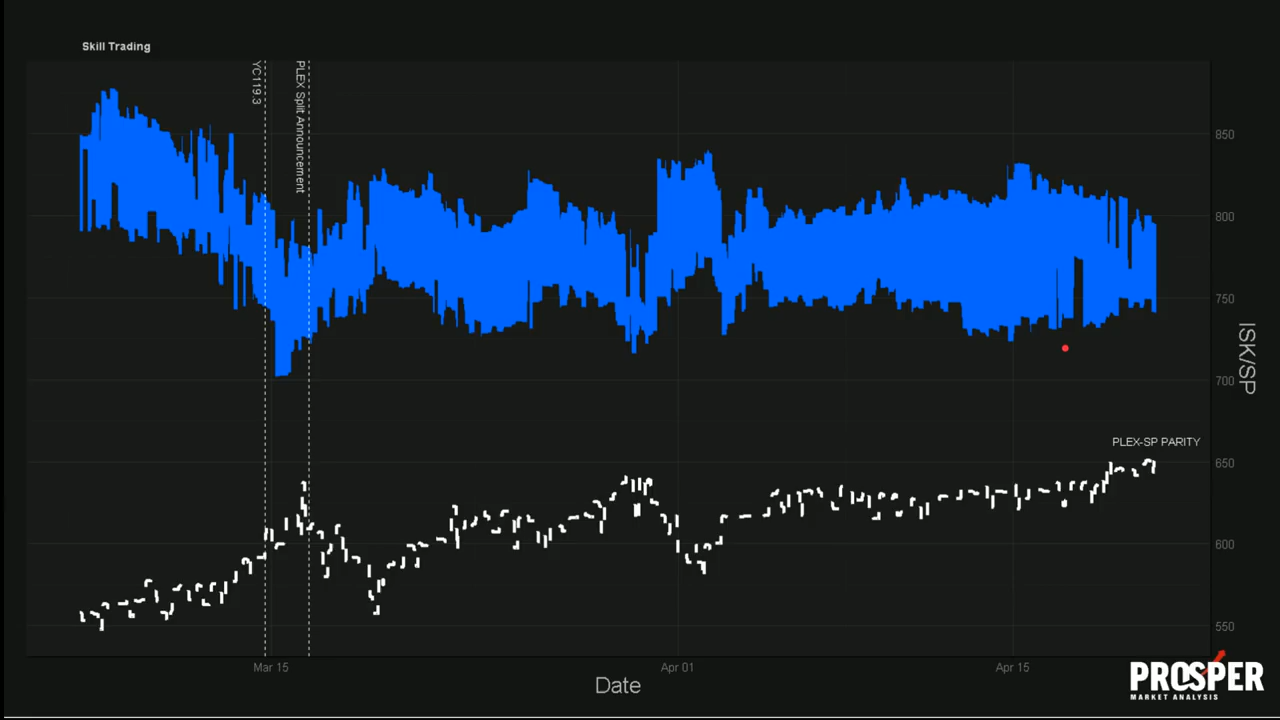 Skill Trading
YC119.3
PLEX Split Announcement
850
800
750
700
650
600
550
ISK/SP
PLEX-SP PARITY
Mar 15
Apr 01
Apr 15
Date
PROSPER
MARKET ANALYSIS